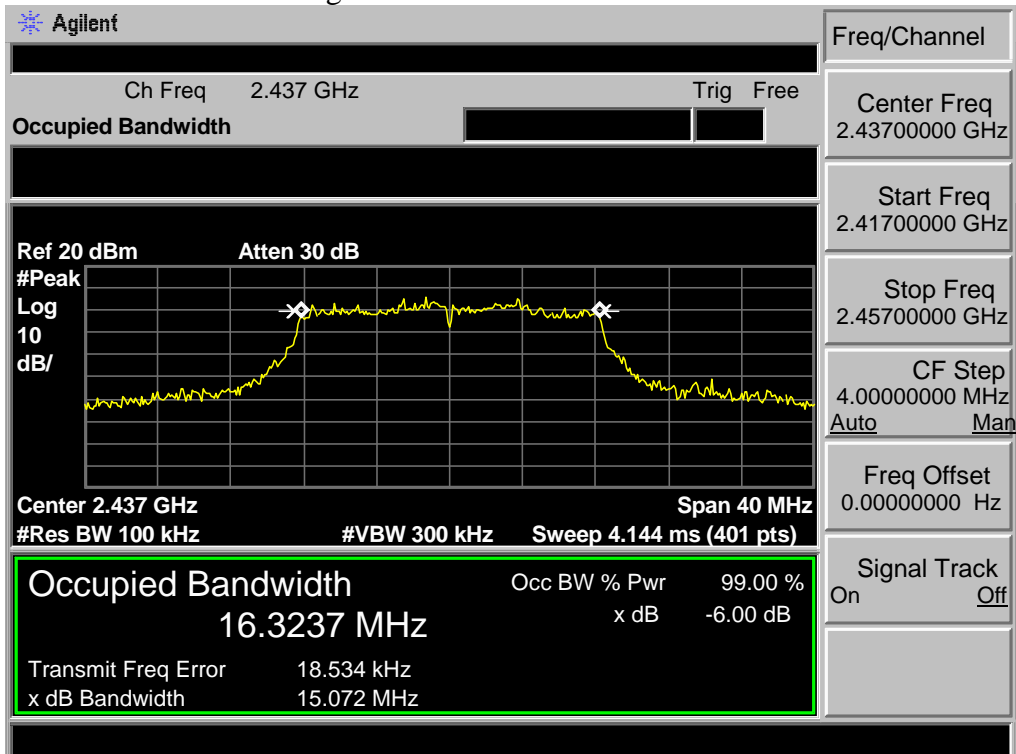 Agilent
Freq/Channel
Ch Freq 2.437 GHz Trig Free
Occupied Bandwidth
Center Freq
2.43700000 GHz
Start Freq
2.41700000 GHz
Stop Freq
2.45700000 GHz
CF Step
4.00000000 MHz
Auto Man
Freq Offset
0.00000000 Hz
Signal Track
On Off
Ref 20 dBm Atten 30 dB
#Peak
Log
10
dB/
Center 2.437 GHz Span 40 MHz
#Res BW 100 kHz #VBW 300 kHz Sweep 4.144 ms (401 pts)
Occupied Bandwidth Occ BW % Pwr 99.00 %
16.3237 MHz x dB -6.00 dB
Transmit Freq Error 18.534 kHz
x dB Bandwidth 15.072 MHz